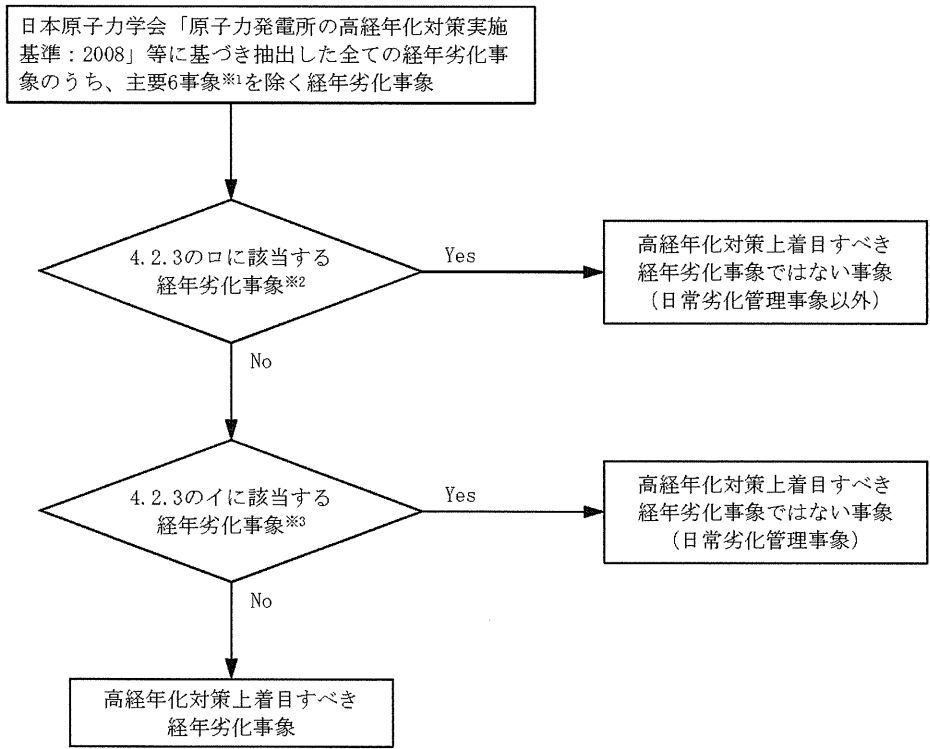 日本原子力学会「原子力発電所の高経年化対策実施
基準：2008」等に基づき抽出した全ての経年劣化事
象のうち、主要6事象※1を除く経年劣化事象
4.2.3のロに該当する
経年劣化事象※2
Yes
高経年化対策上着目すべき
経年劣化事象ではない事象
（日常劣化管理事象以外）
No
4.2.3のイに該当する
経年劣化事象※3
Yes
高経年化対策上着目すべき
経年劣化事象ではない事象
（日常劣化管理事象）
No
高経年化対策上着目すべき
経年劣化事象